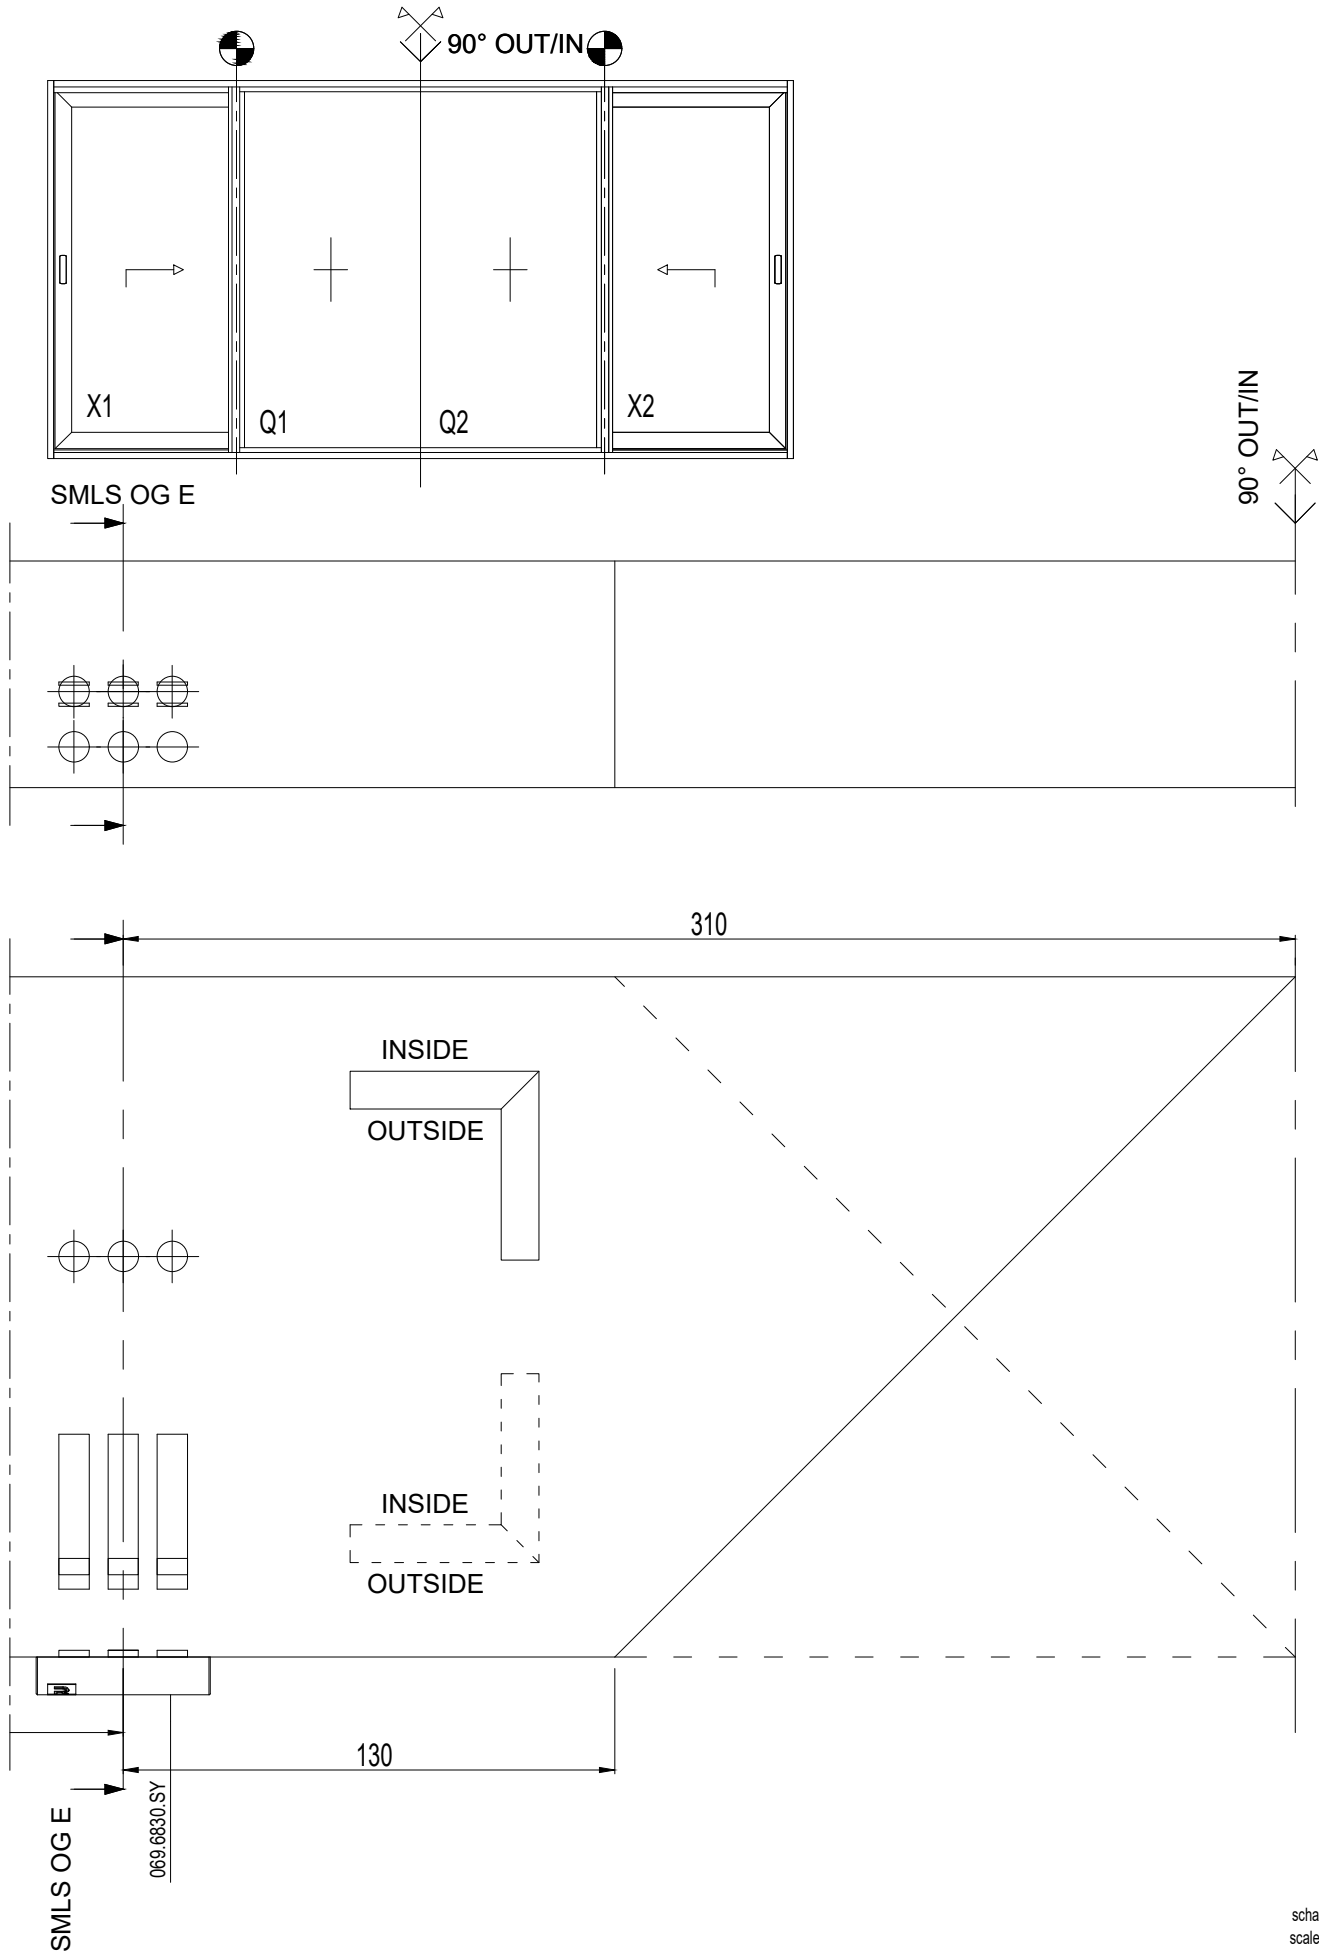 90° OUT/IN
X1
Q1
Q2
X2
SMLS OG E
90° OUT/IN
310
INSIDE
OUTSIDE
INSIDE
OUTSIDE
130
069.6830.SY
SMLS OG E
scha
scale